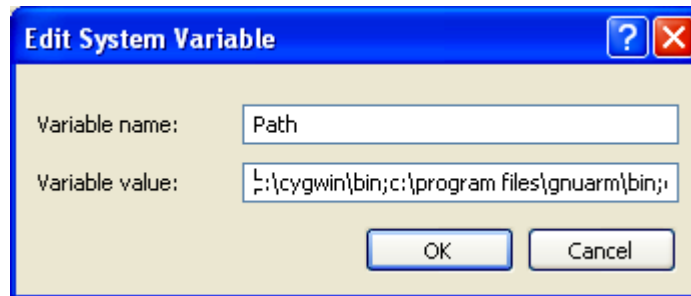 Edit System Variable
Variable name: Path
Variable value: c:\cygwin\bin;c:\program files\gnuarm\bin;
OK Cancel